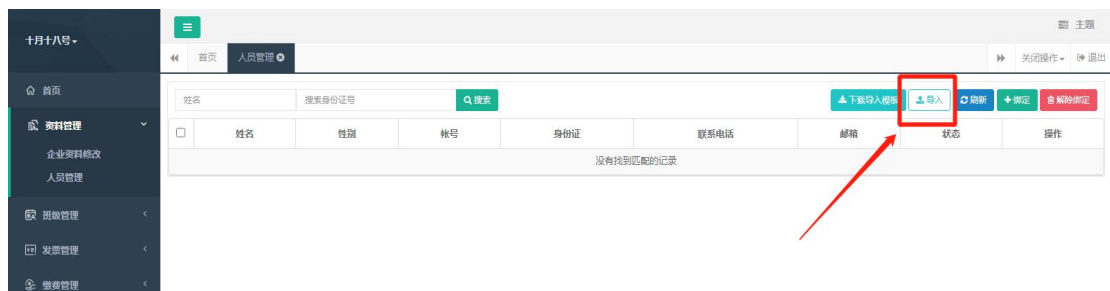 十月十八号
主题
首页 人员管理 关闭操作 退出
首页
资料管理
企业资料修改
人员管理
班级管理
发票管理
缴费管理
姓名 搜索身份证号 搜索 下载导入模板 导入 刷新 绑定 解除绑定
姓名 性别 帐号 身份证 联系电话 邮箱 状态 操作
没有找到匹配的记录